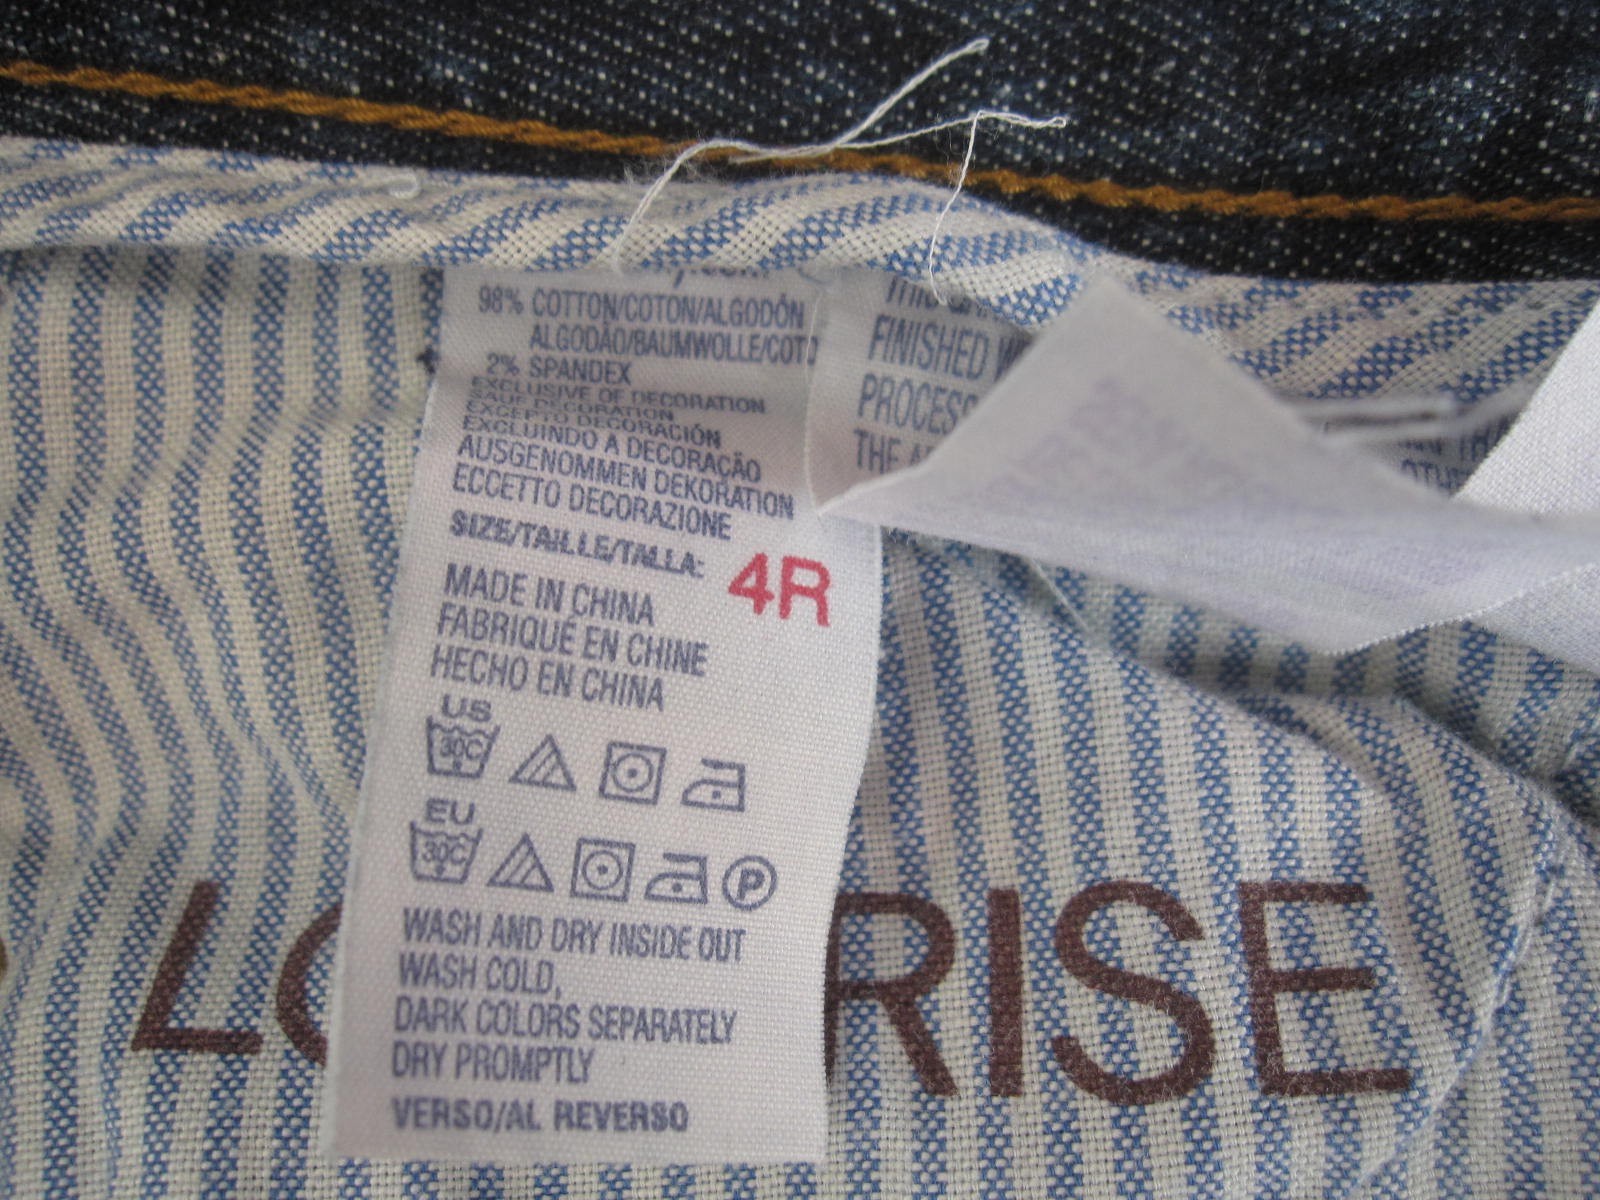 98% COTTON/COTON/ALGODÓN
ALGODÃO/BAUMWOLLE/COTO
2% SPANDEX
EXCLUSIVE OF DECORATION
SAUF DECORATION
EXCEPTO DECORACIÓN
EXCLUINDO A DECORAÇÃO
AUSGENOMMEN DEKORATION
ECCETTO DECORAZIONE
SIZE/TAILLE/TALLA: 4R
MADE IN CHINA
FABRIQUÉ EN CHINE
HECHO EN CHINA
US
30C
EU
30C
P
WASH AND DRY INSIDE OUT
WASH COLD,
DARK COLORS SEPARATELY
DRY PROMPTLY
VERSO/AL REVERSO
FINISHED
PROCESS
THE
RISE